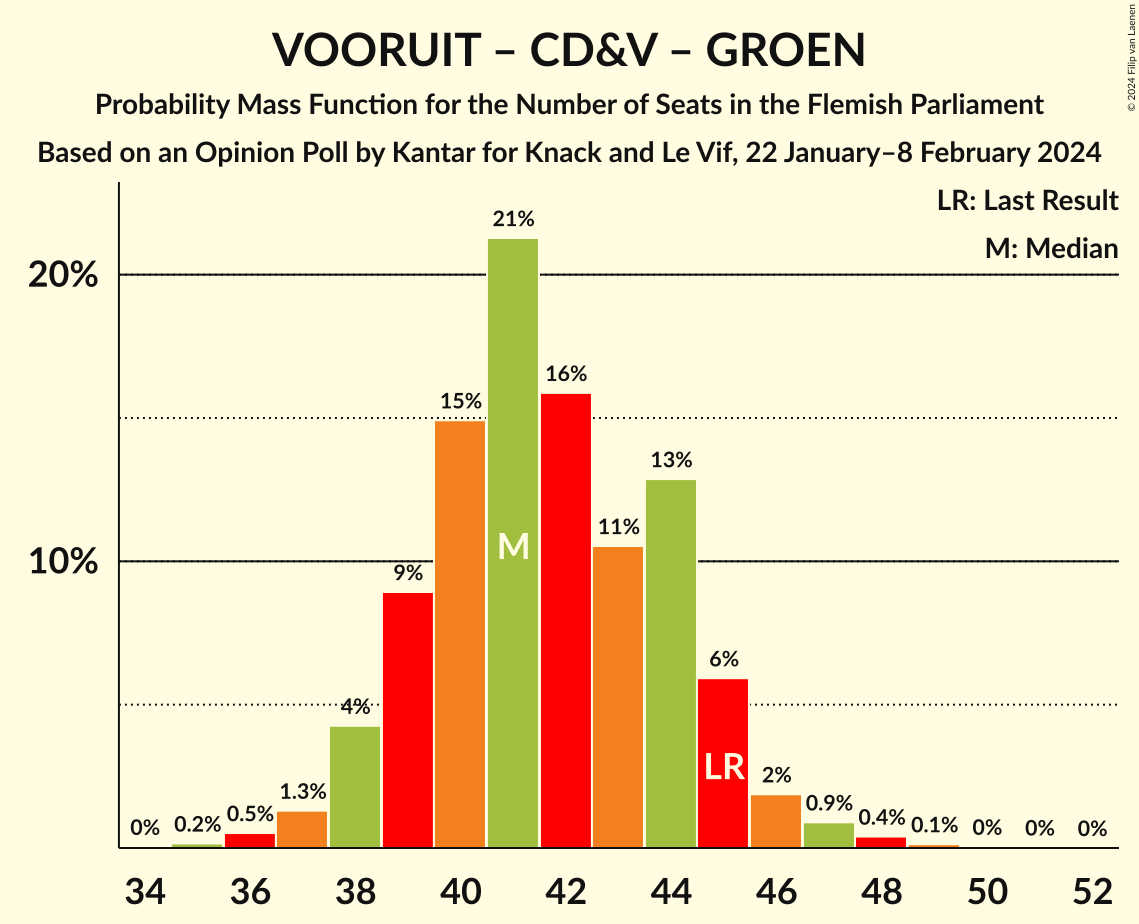 VOORUIT – CD&V – GROEN
Probability Mass Function for the Number of Seats in the Flemish Parliament
Based on an Opinion Poll by Kantar for Knack and Le Vif, 22 January–8 February 2024
© 2024 Filip van Laenen
LR: Last Result
M: Median
20%
10%
0%
0.2%
0.5%
1.3%
4%
9%
15%
21%
16%
11%
13%
6%
2%
0.9%
0.4%
0.1%
0%
0%
0%
M
LR
34 36 38 40 42 44 46 48 50 52